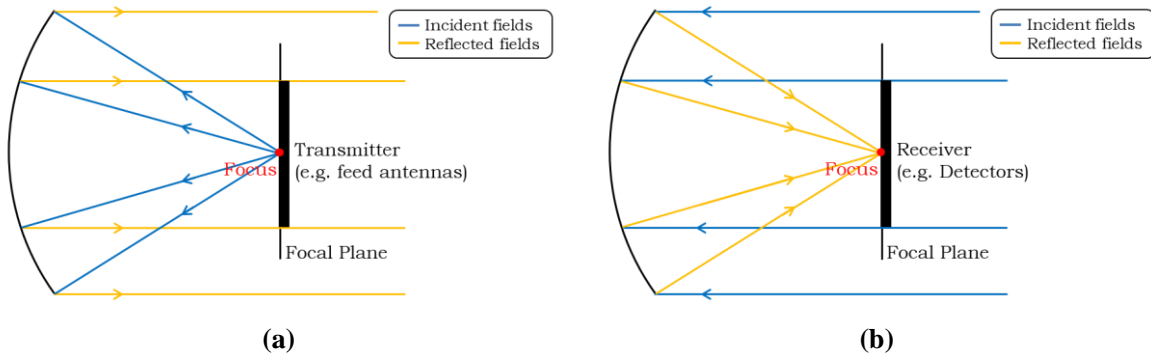 Incident fields
Reflected fields
Transmitter
(e.g. feed antennas)
Focus
Focal Plane
(a)
Incident fields
Reflected fields
Receiver
(e.g. Detectors)
Focus
Focal Plane
(b)